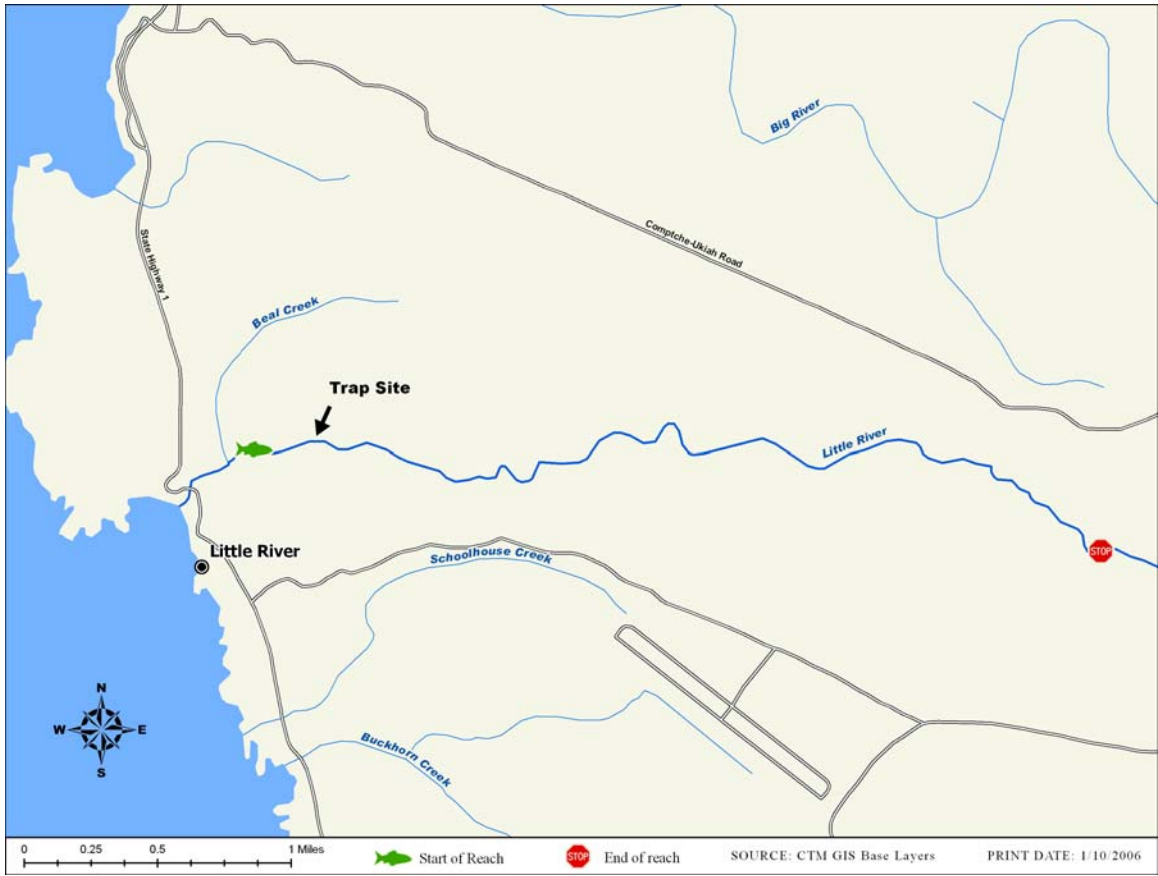 Big River
State Highway 1
Comptche-Ukiah Road
Beal Creek
Trap Site
Little River
Little River
Schoolhouse Creek
N
W E
S
Buckhorn Creek
0 0.25 0.5 1 Miles
Start of Reach
STOP
STOP End of reach
SOURCE: CTM GIS Base Layers
PRINT DATE: 1/10/2006